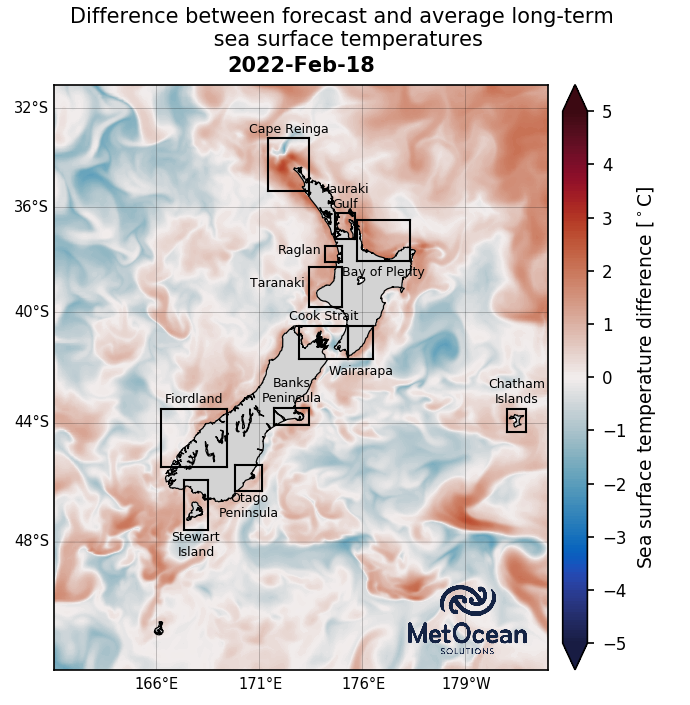 Difference between forecast and average long-term
sea surface temperatures
2022-Feb-18
32°S
36°S
40°S
44°S
48°S
Cape Reinga
Hauraki
Gulf
Raglan
Bay of Plenty
Taranaki
Cook Strait
Wairarapa
Banks
Peninsula
Fiordland
Chatham
Islands
Otago
Peninsula
Stewart
Island
MetOcean
SOLUTIONS
166°E
171°E
176°E
179°W
5
4
3
2
1
0
−1
−2
−3
−4
−5
Sea surface temperature difference [°C]